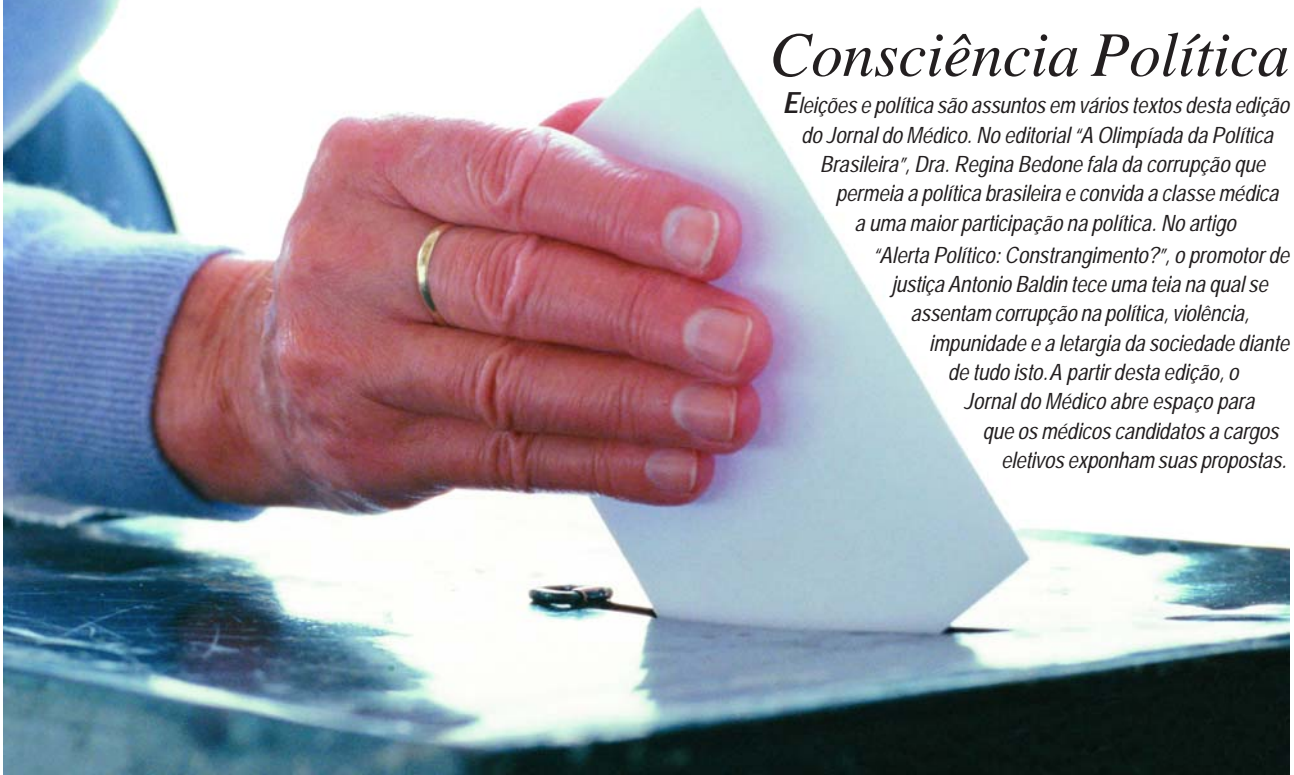 Consciência Política
Eleições e política são assuntos em vários textos desta edição
do Jornal do Médico. No editorial “A Olimpíada da Política
Brasileira”, Dra. Regina Bedone fala da corrupção que
permeia a política brasileira e convida a classe médica
a uma maior participação na política. No artigo
“Alerta Político: Constrangimento?”, o promotor de
justiça Antonio Baldin tece uma teia na qual se
assentam corrupção na política, violência,
impunidade e a letargia da sociedade diante
de tudo isto. A partir desta edição, o
Jornal do Médico abre espaço para
que os médicos candidatos a cargos
eletivos exponham suas propostas.